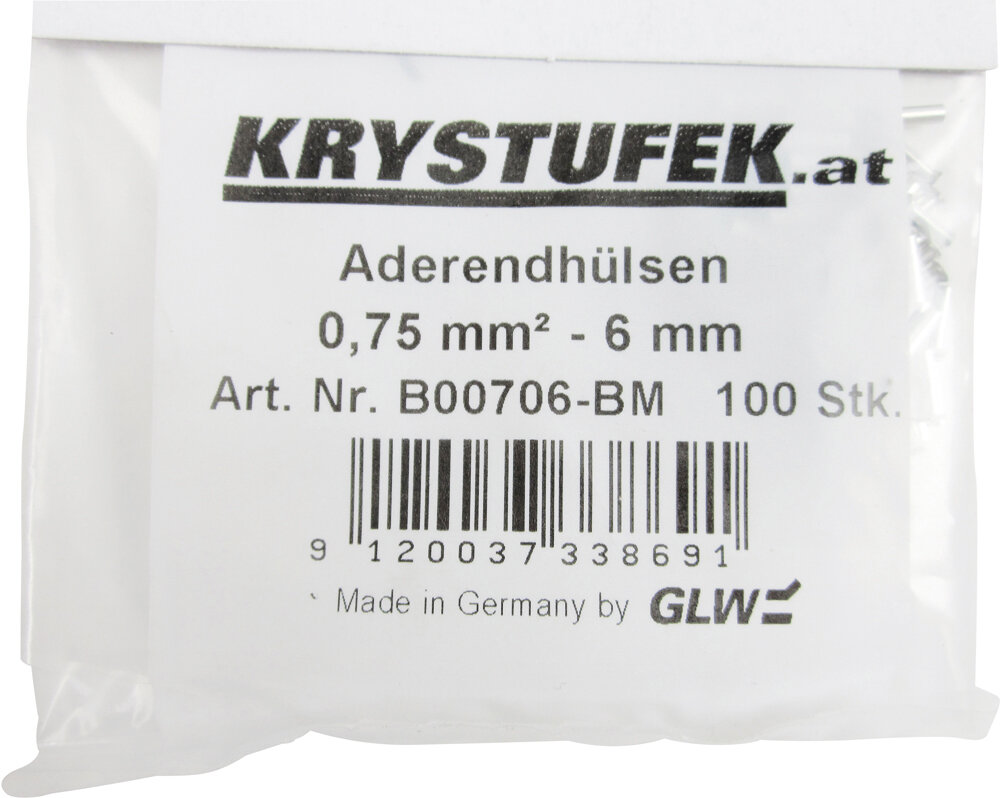 KRYSTUFEK.at
Aderendhülsen
0,75 mm² - 6 mm
Art. Nr. B00706-BM 100 Stk.
9 120037 338691
Made in Germany by GLW